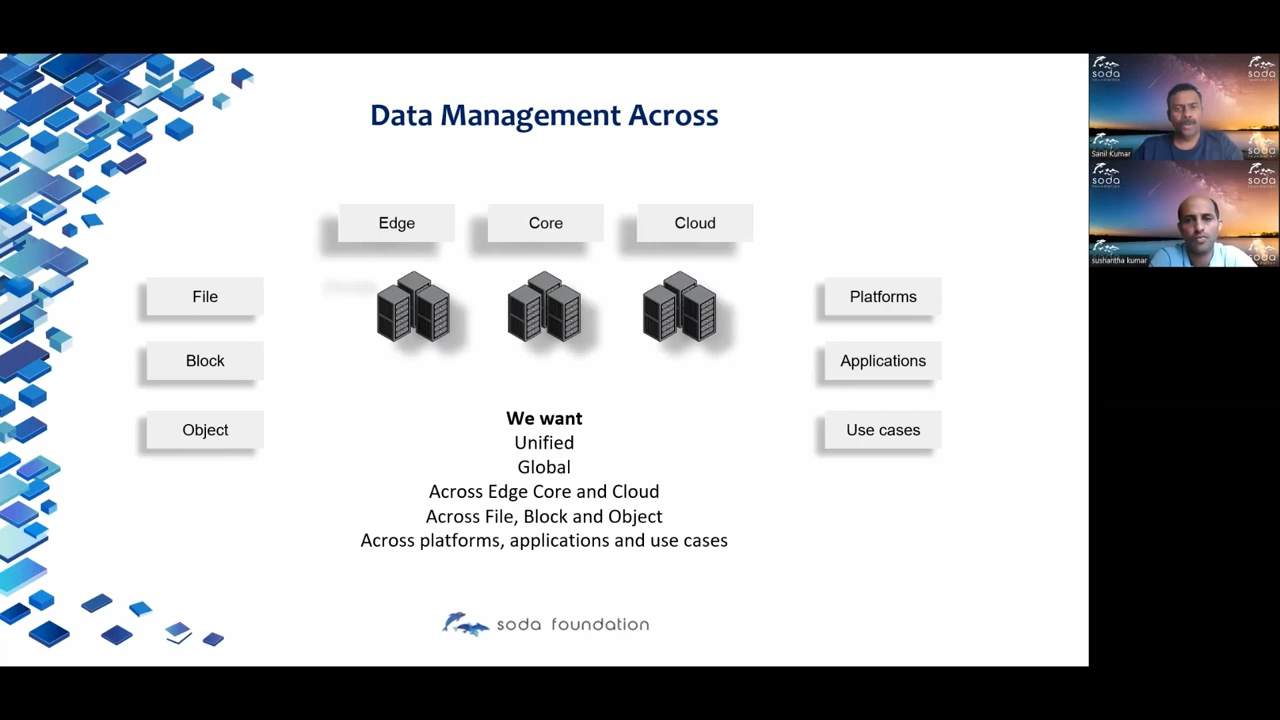 Data Management Across
Edge
Core
Cloud
File
Block
Object
Platforms
Applications
Use cases
We want
Unified
Global
Across Edge Core and Cloud
Across File, Block and Object
Across platforms, applications and use cases
soda foundation
soda
foundation
Sanil Kumar
soda
foundation
sushantha kumar